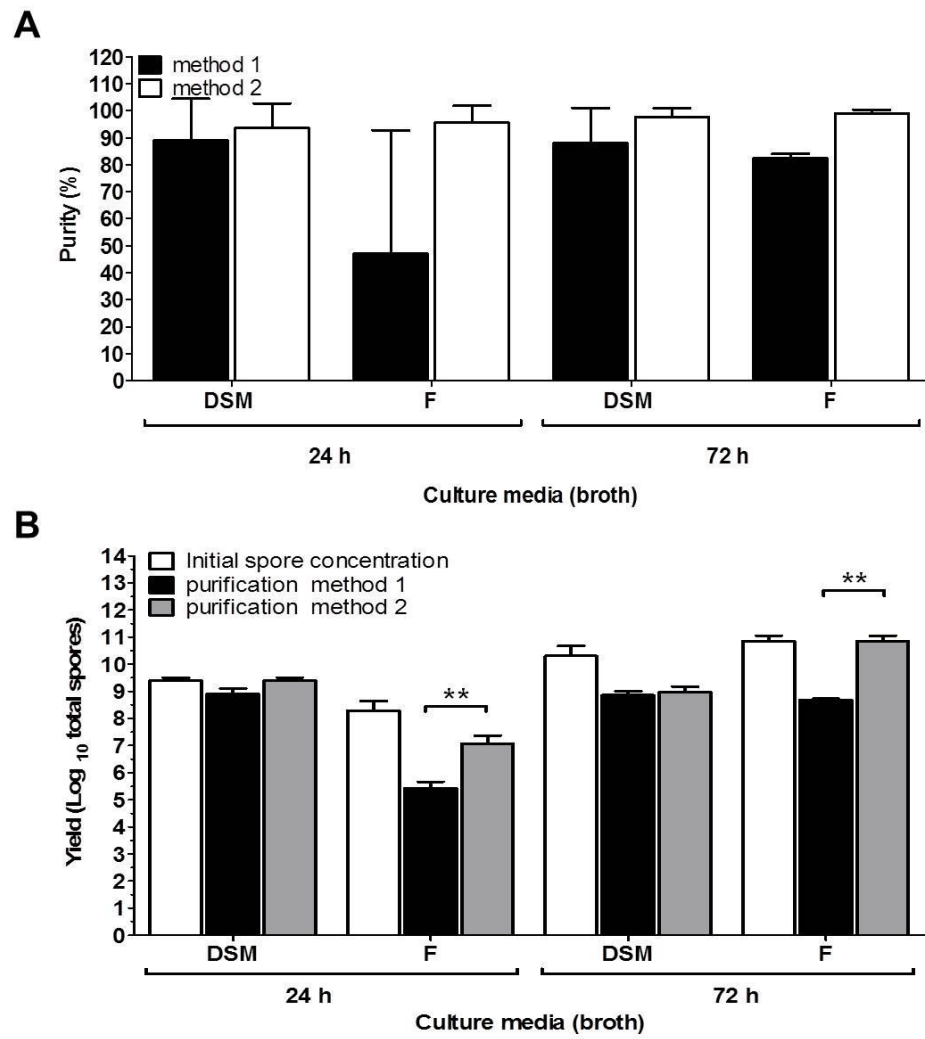 A
method 1
method 2
Purity (%)
120
110
100
90
80
70
60
50
40
30
20
10
0
DSM F DSM F
24 h 72 h
Culture media (broth)
B
Initial spore concentration
purification method 1
purification method 2
Yield (Log 10 total spores)
14
13
12
11
10
9
8
7
6
5
4
3
2
1
0
** **
DSM F DSM F
24 h 72 h
Culture media (broth)